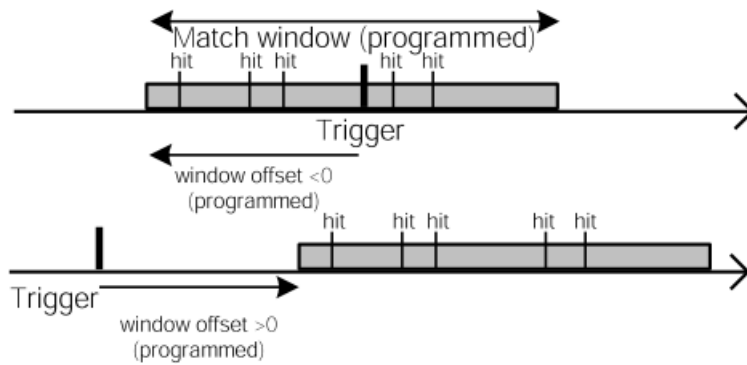 Match window (programmed)
hit hit hit hit hit
Trigger
window offset <0
(programmed)
hit hit hit hit hit
Trigger
window offset >0
(programmed)